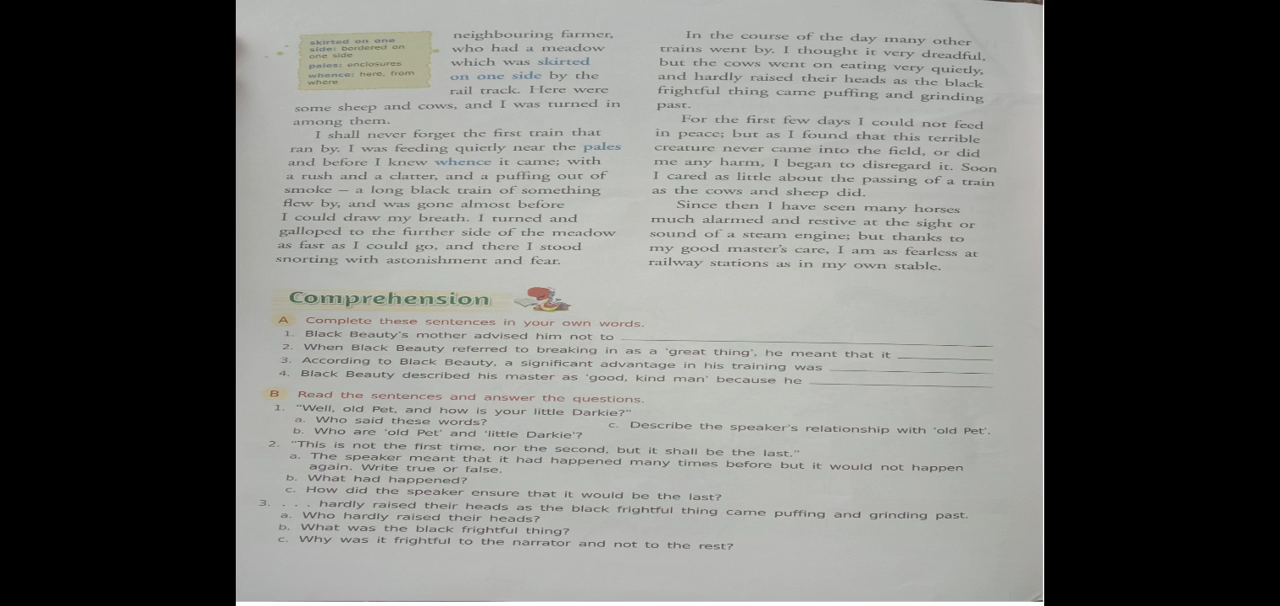 skirted on one
side: bordered on
one side
pales: enclosures
whence: here, from
where
neighbouring farmer,
who had a meadow
which was skirted
on one side by the
rail track. Here were
some sheep and cows, and I was turned in
among them.
I shall never forget the first train that
ran by. I was feeding quietly near the pales
and before I knew whence it came; with
a rush and a clatter, and a puffing out of
smoke — a long black train of something
flew by, and was gone almost before
I could draw my breath. I turned and
galloped to the further side of the meadow
as fast as I could go, and there I stood
snorting with astonishment and fear.
In the course of the day many other
trains went by. I thought it very dreadful,
but the cows went on eating very quietly,
and hardly raised their heads as the black
frightful thing came puffing and grinding
past.
For the first few days I could not feed
in peace; but as I found that this terrible
creature never came into the field, or did
me any harm, I began to disregard it. Soon
I cared as little about the passing of a train
as the cows and sheep did.
Since then I have seen many horses
much alarmed and restive at the sight or
sound of a steam engine; but thanks to
my good master's care, I am as fearless at
railway stations as in my own stable.
Comprehension
A Complete these sentences in your own words.
1. Black Beauty's mother advised him not to
2. When Black Beauty referred to breaking in as a 'great thing', he meant that it
3. According to Black Beauty, a significant advantage in his training was
4. Black Beauty described his master as 'good, kind man' because he
B Read the sentences and answer the questions.
1. "Well, old Pet, and how is your little Darkie?"
a. Who said these words?
b. Who are 'old Pet' and 'little Darkie'?
c. Describe the speaker's relationship with 'old Pet'.
2. "This is not the first time, nor the second, but it shall be the last."
a. The speaker meant that it had happened many times before but it would not happen
again. Write true or false.
b. What had happened?
c. How did the speaker ensure that it would be the last?
3. . . . hardly raised their heads as the black frightful thing came puffing and grinding past.
a. Who hardly raised their heads?
b. What was the black frightful thing?
c. Why was it frightful to the narrator and not to the rest?